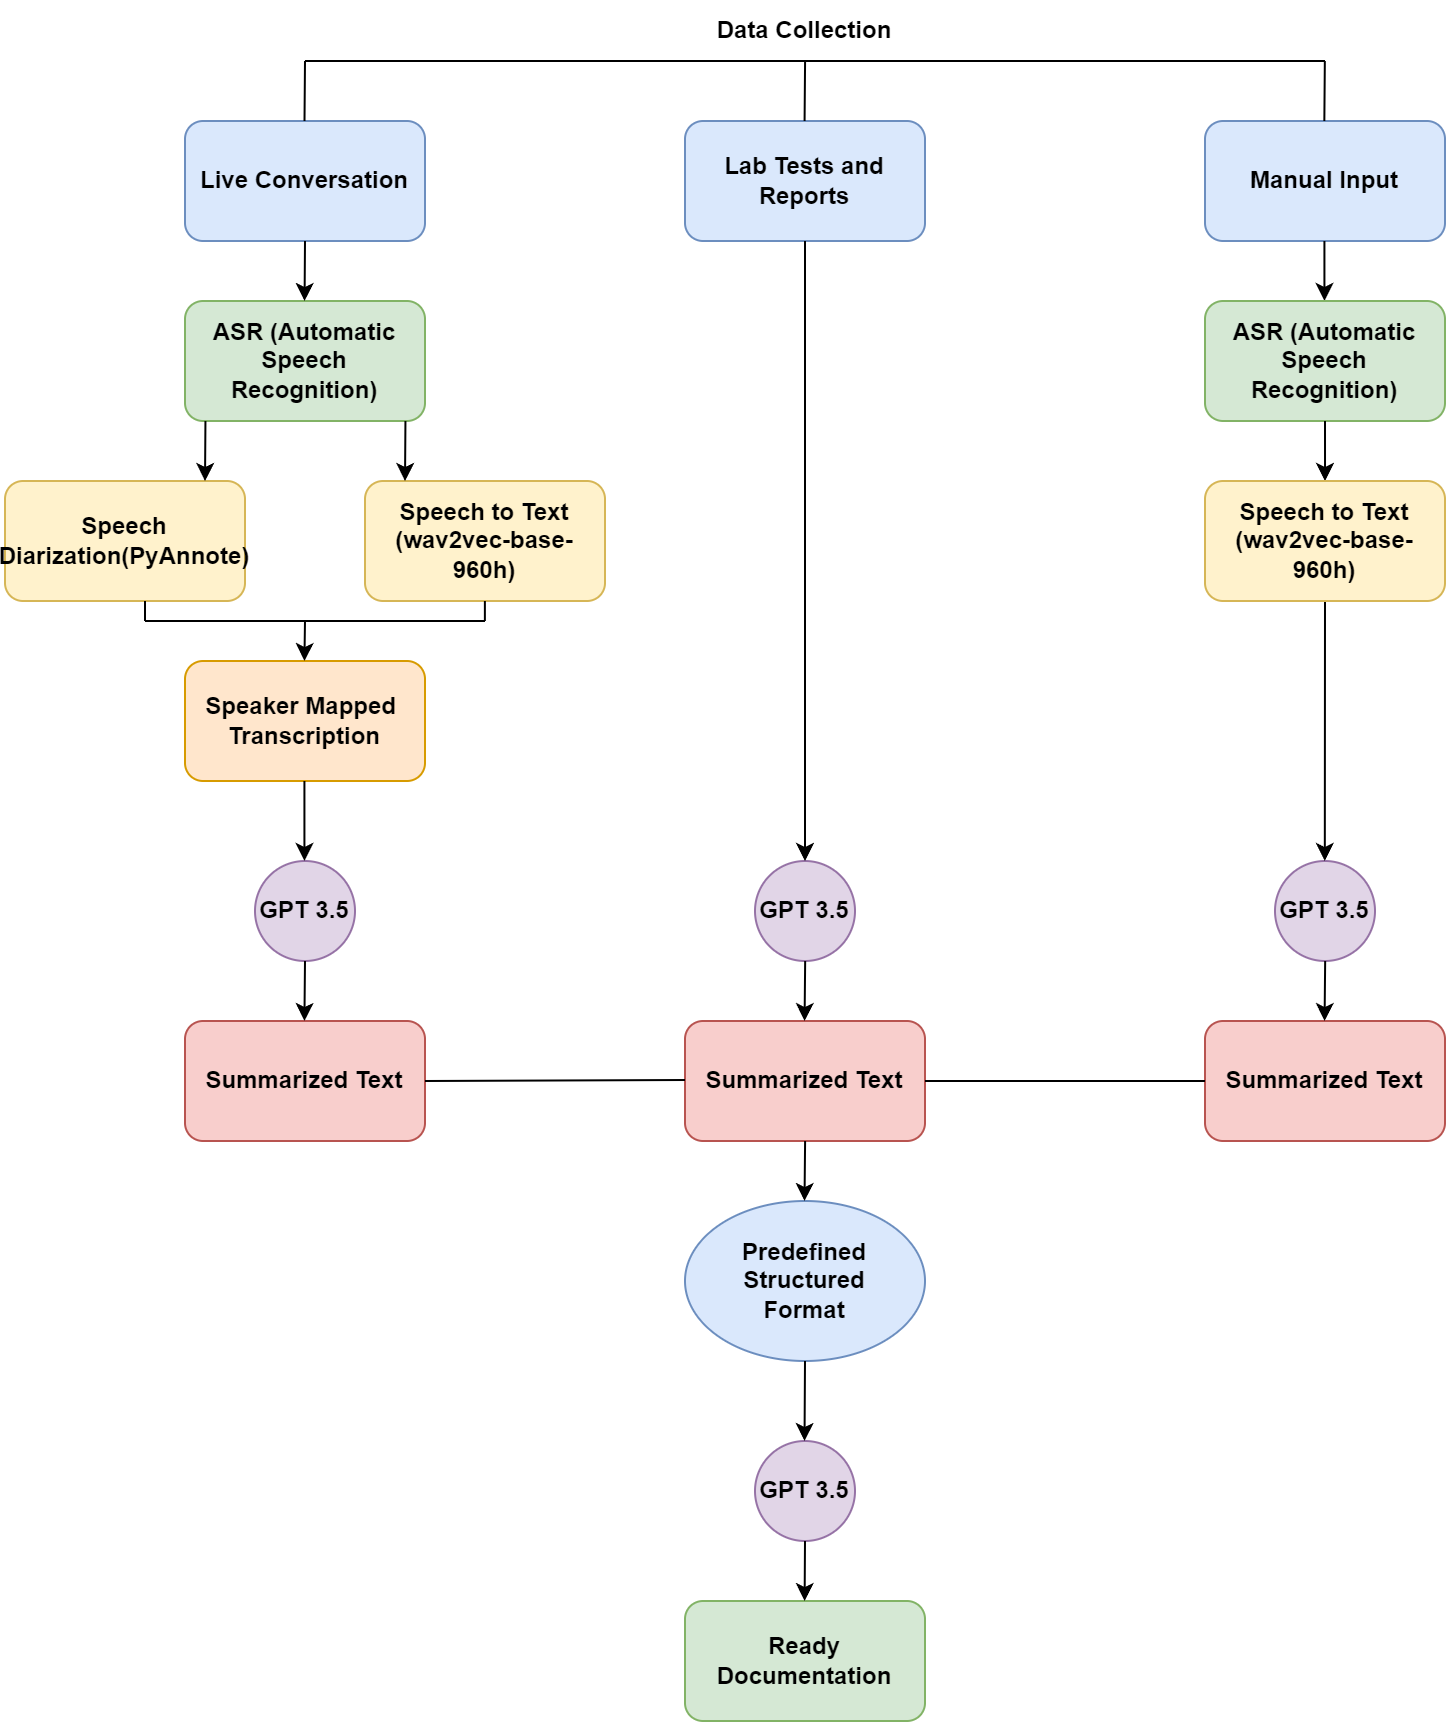 Data Collection
Live Conversation
Lab Tests and
Reports
Manual Input
ASR (Automatic
Speech
Recognition)
ASR (Automatic
Speech
Recognition)
Speech
Diarization(PyAnnote)
Speech to Text
(wav2vec-base-
960h)
Speech to Text
(wav2vec-base-
960h)
Speaker Mapped
Transcription
GPT 3.5
GPT 3.5
GPT 3.5
Summarized Text
Summarized Text
Summarized Text
Predefined
Structured
Format
GPT 3.5
Ready
Documentation